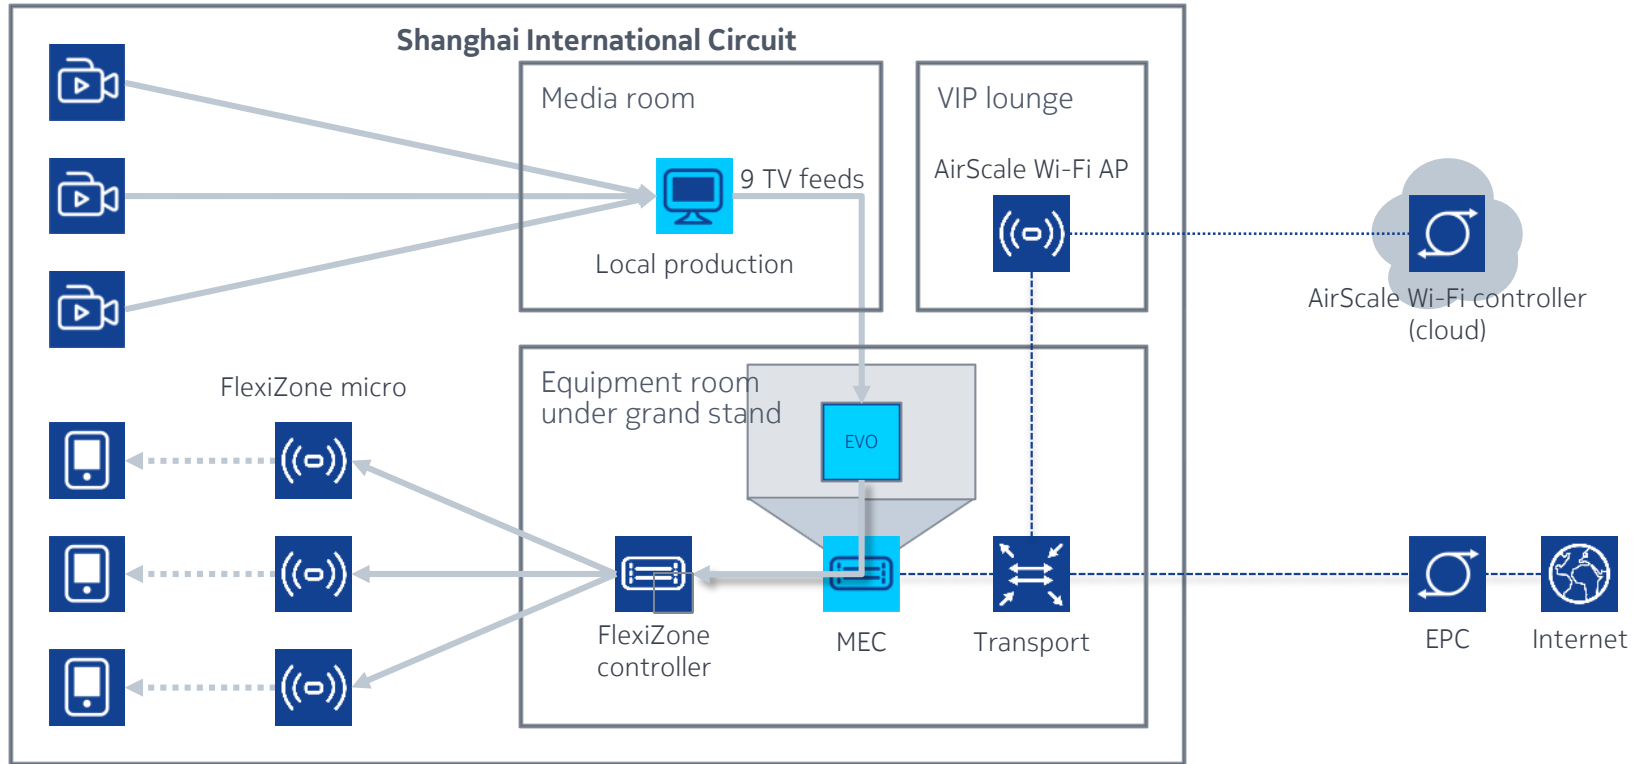 Shanghai International Circuit
Media room
VIP lounge
AirScale Wi-Fi AP
9 TV feeds
Local production
AirScale Wi-Fi controller
(cloud)
FlexiZone micro
Equipment room
under grand stand
EVO
FlexiZone
controller
MEC
Transport
EPC
Internet